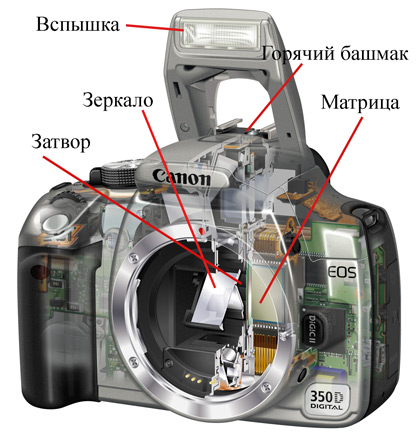 Вспышка
Горячий башмак
Зеркало
Матрица
Затвор
Canon
EOS
DIGIC II
350D
DIGITAL